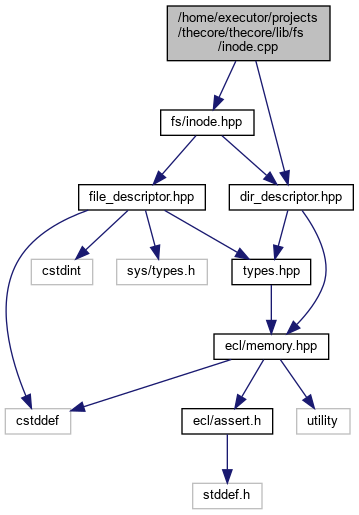 /home/executor/projects
/thecore/thecore/lib/fs
/inode.cpp
fs/inode.hpp
file_descriptor.hpp
dir_descriptor.hpp
cstdint
sys/types.h
types.hpp
ecl/memory.hpp
cstddef
ecl/assert.h
utility
stddef.h